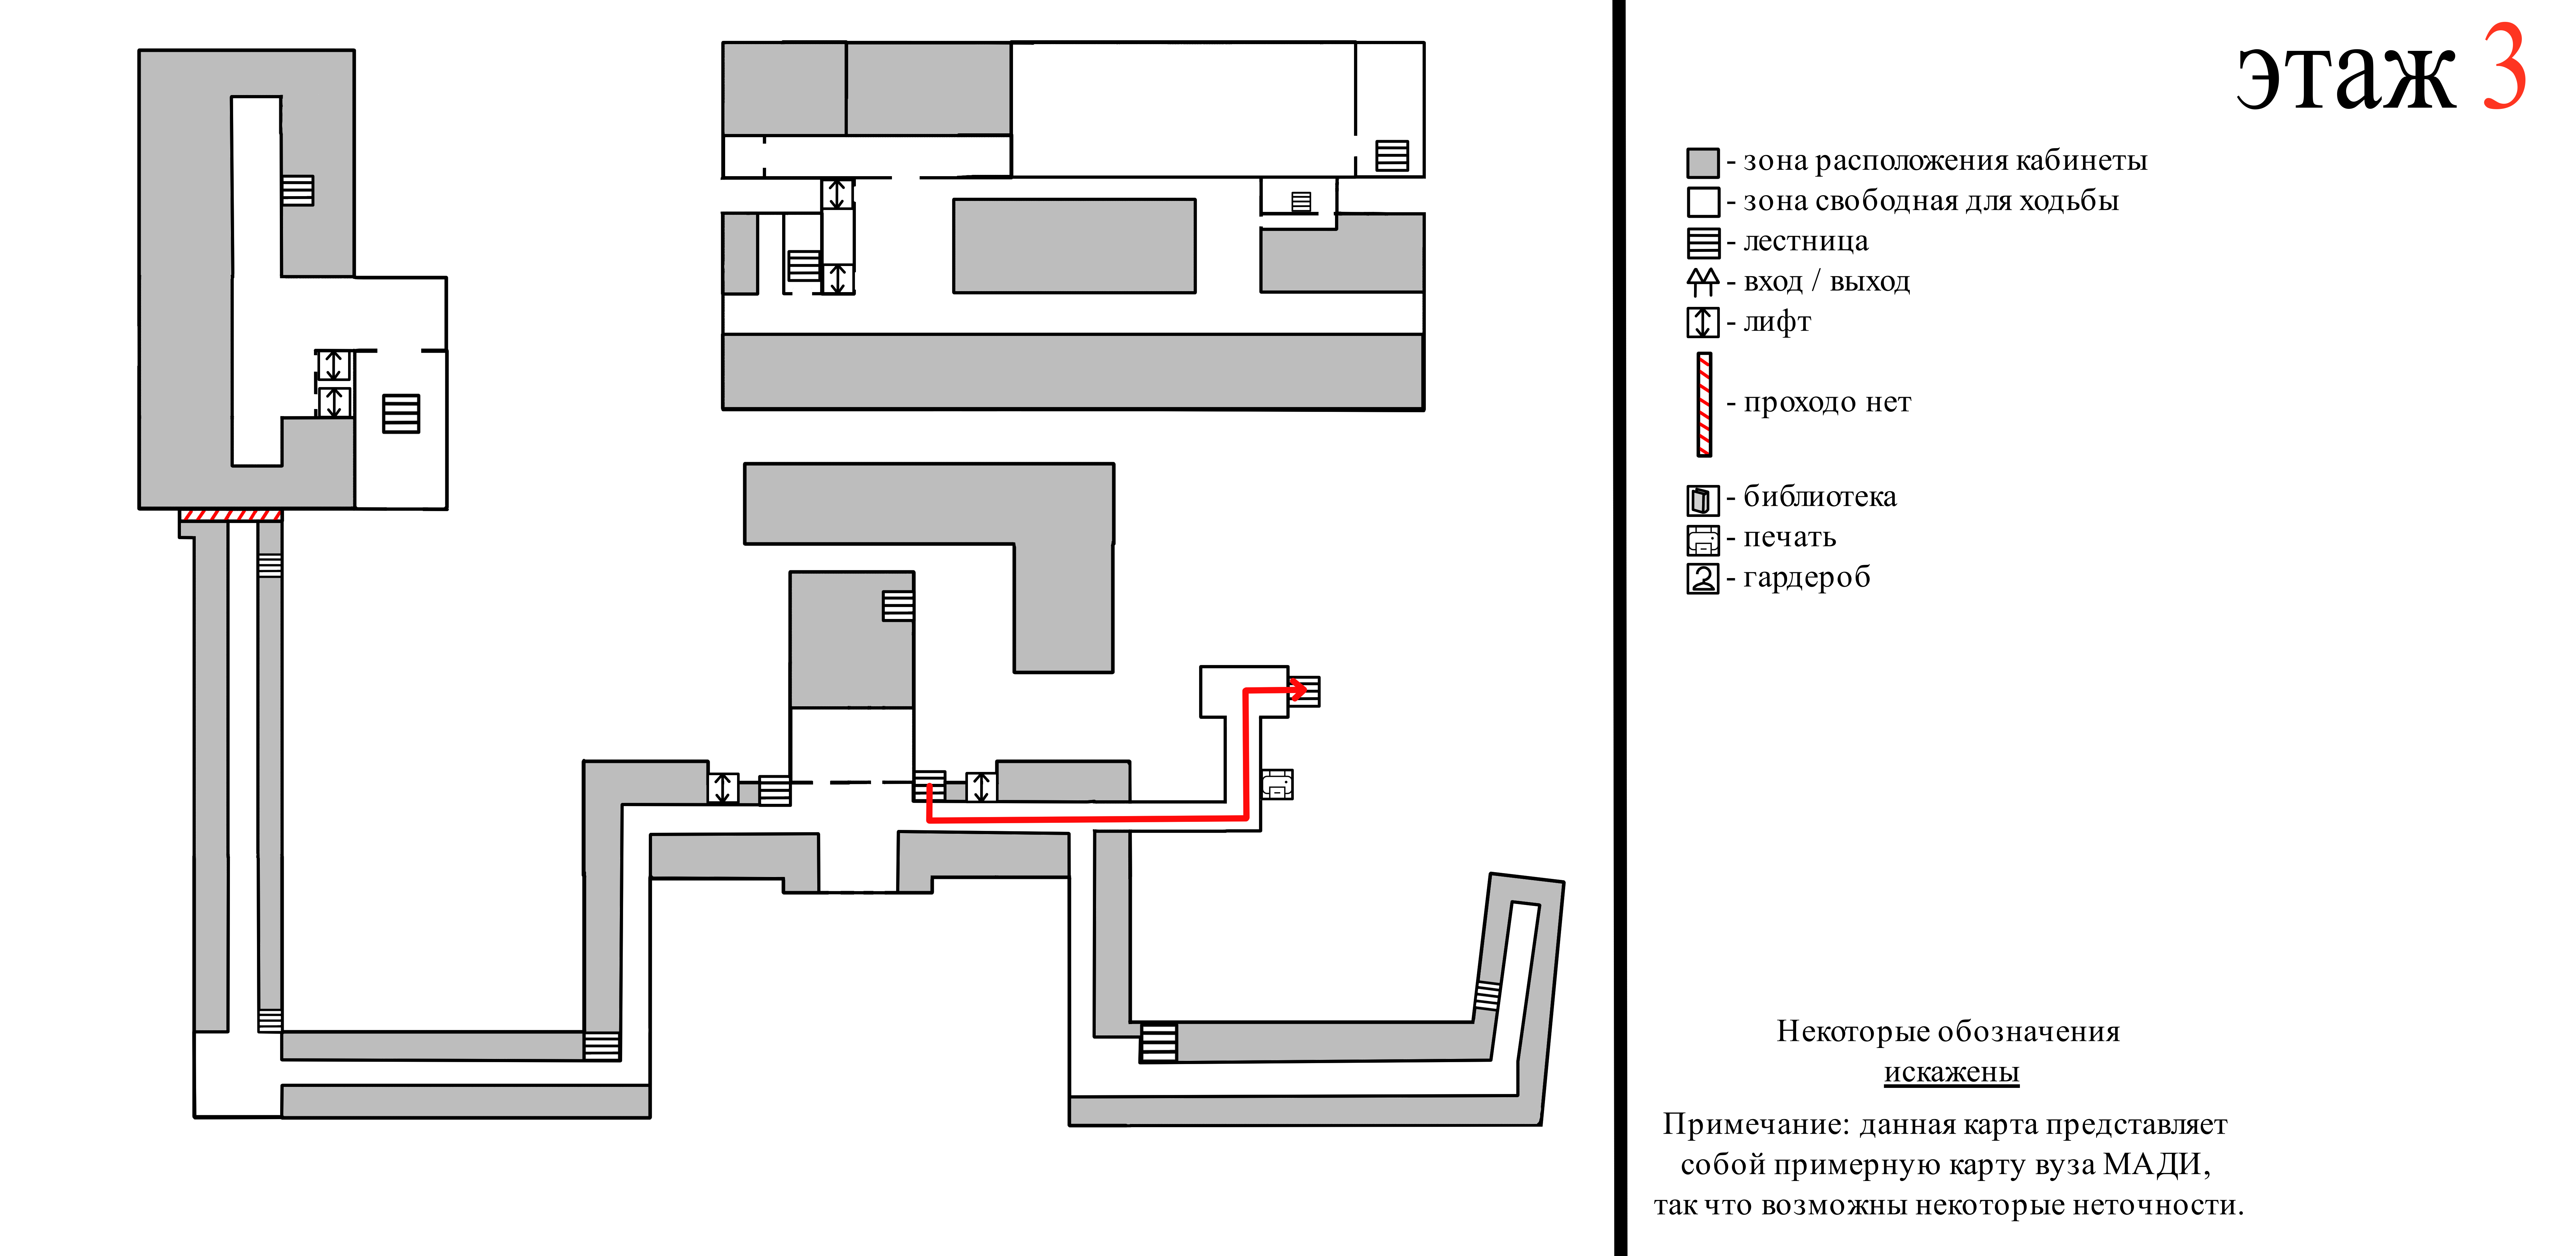 этаж 3
- зона расположения кабинеты
- зона свободная для ходьбы
- лестница
- вход / выход
- лифт
- проходо нет
- библиотека
- печать
- гардероб
Некоторые обозначения
искажены
Примечание: данная карта представляет
собой примерную карту вуза МАДИ,
так что возможны некоторые неточности.